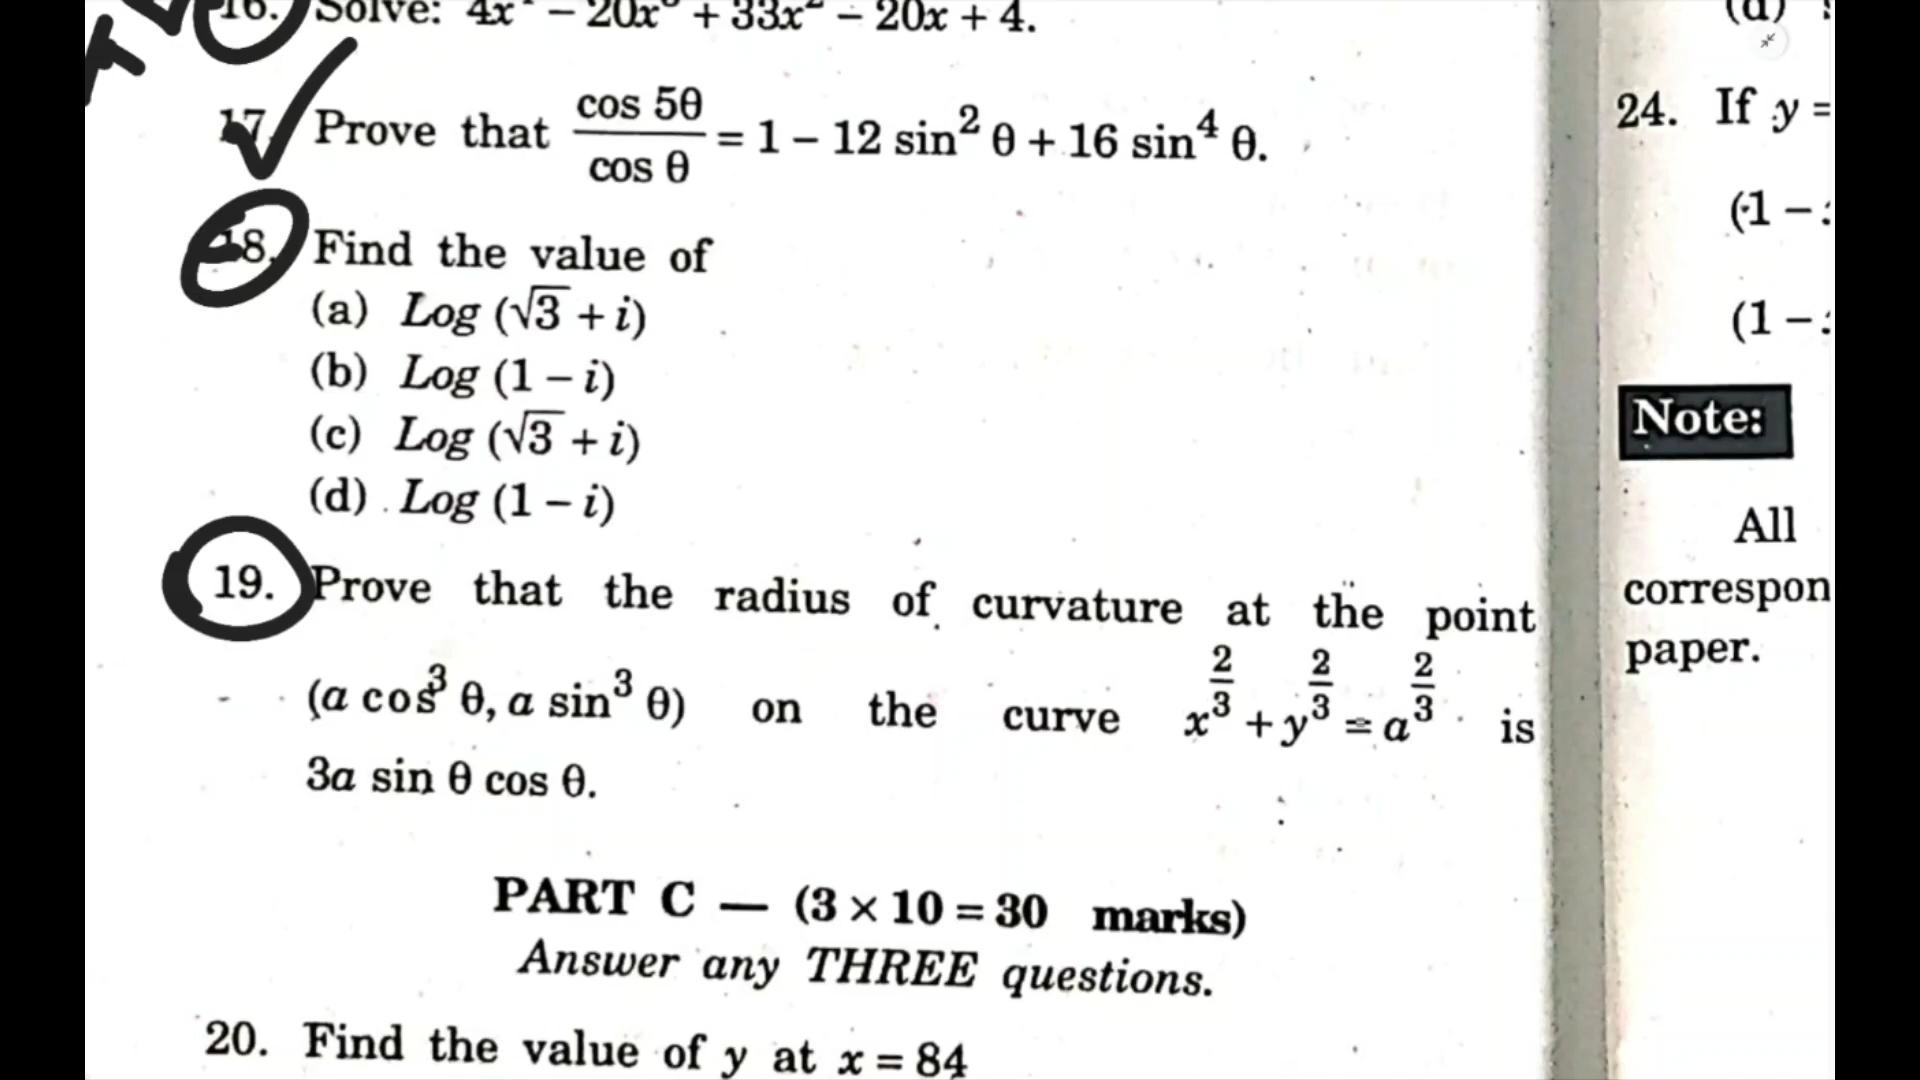 16. Solve: 4x⁴ − 20x³ + 33x² − 20x + 4.
17. Prove that cos 5θ / cos θ = 1 − 12 sin² θ + 16 sin⁴ θ.
18. Find the value of
(a) Log (√3 + i)
(b) Log (1 − i)
(c) Log (√3 + i)
(d) Log (1 − i)
19. Prove that the radius of curvature at the point
(a cos³ θ, a sin³ θ) on the curve x^(2/3) + y^(2/3) = a^(2/3) is
3a sin θ cos θ.
PART C — (3 × 10 = 30 marks)
Answer any THREE questions.
20. Find the value of y at x = 84
(d)
24. If y =
(1 −
(1 −
Note:
All
correspon
paper.